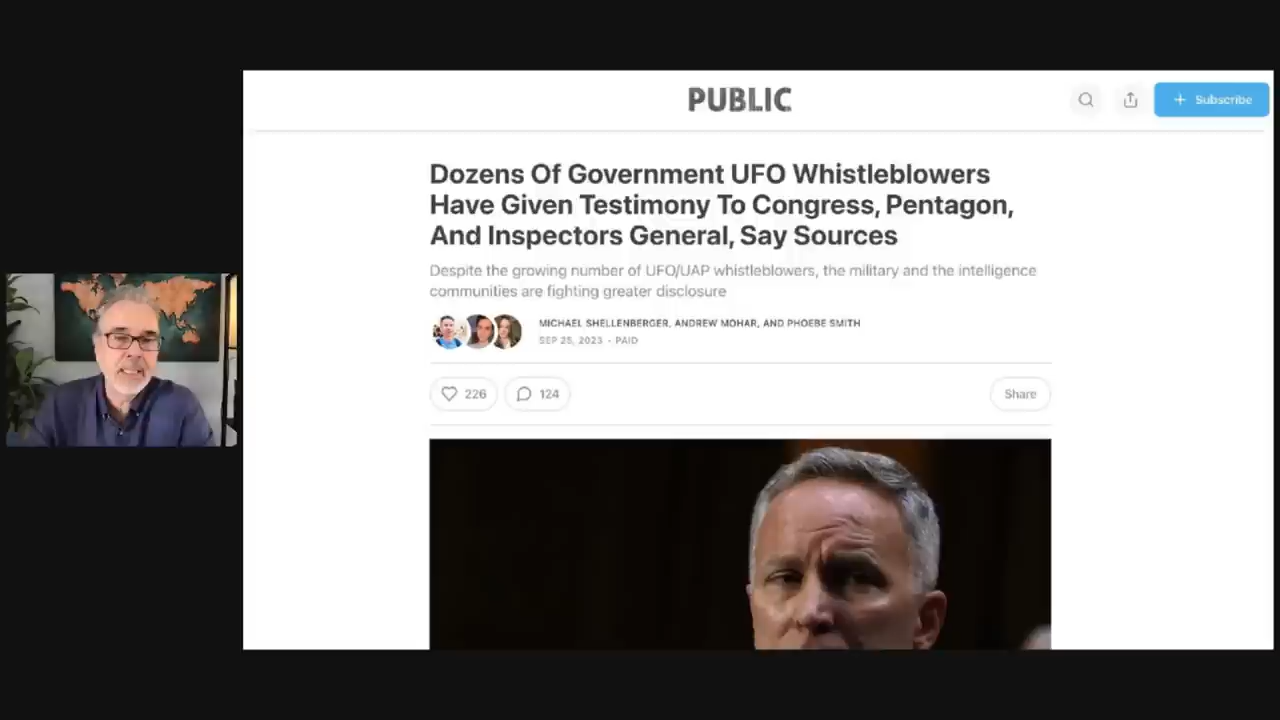 PUBLIC
Subscribe
Dozens Of Government UFO Whistleblowers
Have Given Testimony To Congress, Pentagon,
And Inspectors General, Say Sources
Despite the growing number of UFO/UAP whistleblowers, the military and the intelligence
communities are fighting greater disclosure
MICHAEL SHELLENBERGER, ANDREW MOHAR, AND PHOEBE SMITH
SEP 25, 2023 · PAID
226
124
Share